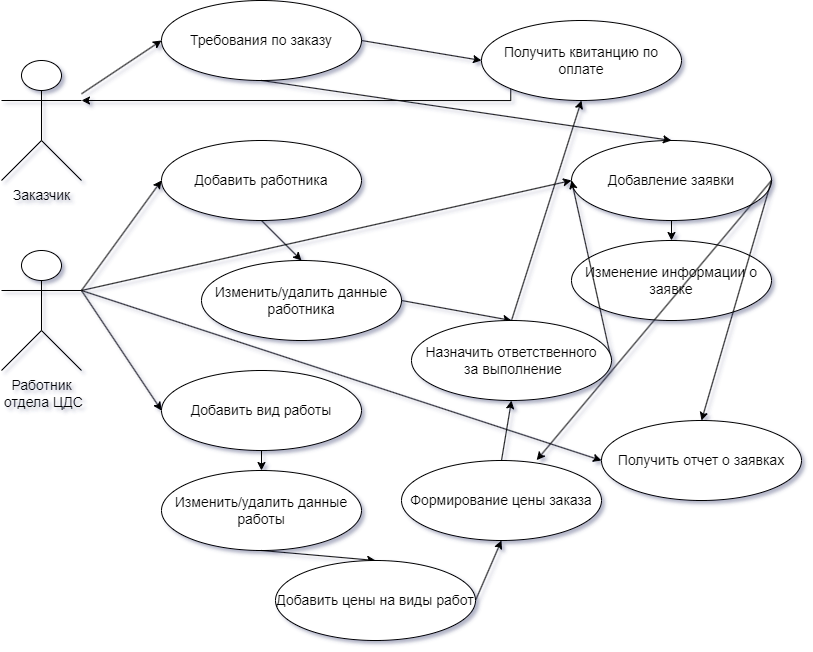 Требования по заказу
Получить квитанцию по
оплате
Заказчик
Добавить работника
Добавление заявки
Изменить/удалить данные
работника
Изменение информации о
заявке
Назначить ответственного
за выполнение
Работник
отдела ЦДС
Добавить вид работы
Получить отчет о заявках
Изменить/удалить данные
работы
Формирование цены заказа
Добавить цены на виды работ